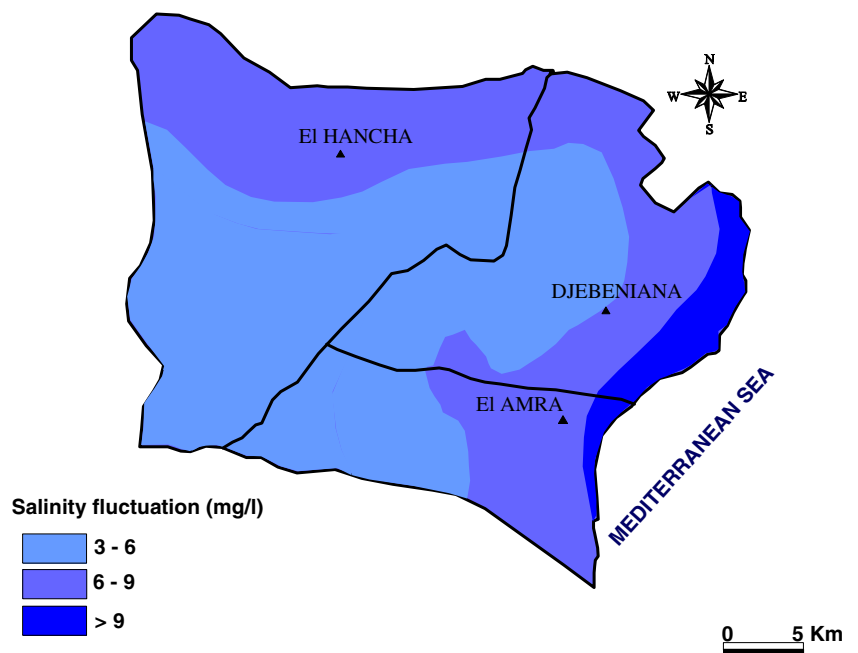 N
W E
S
El HANCHA
DJEBENIANA
El AMRA
MEDITERRANEAN SEA
Salinity fluctuation (mg/l)
3 - 6
6 - 9
> 9
0 5 Km